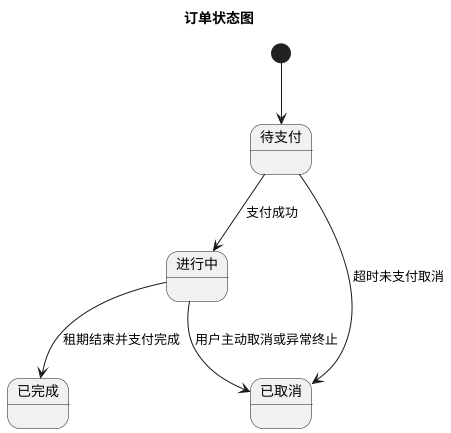 订单状态图
待支付
支付成功
进行中
超时未支付取消
租期结束并支付完成
用户主动取消或异常终止
已完成
已取消